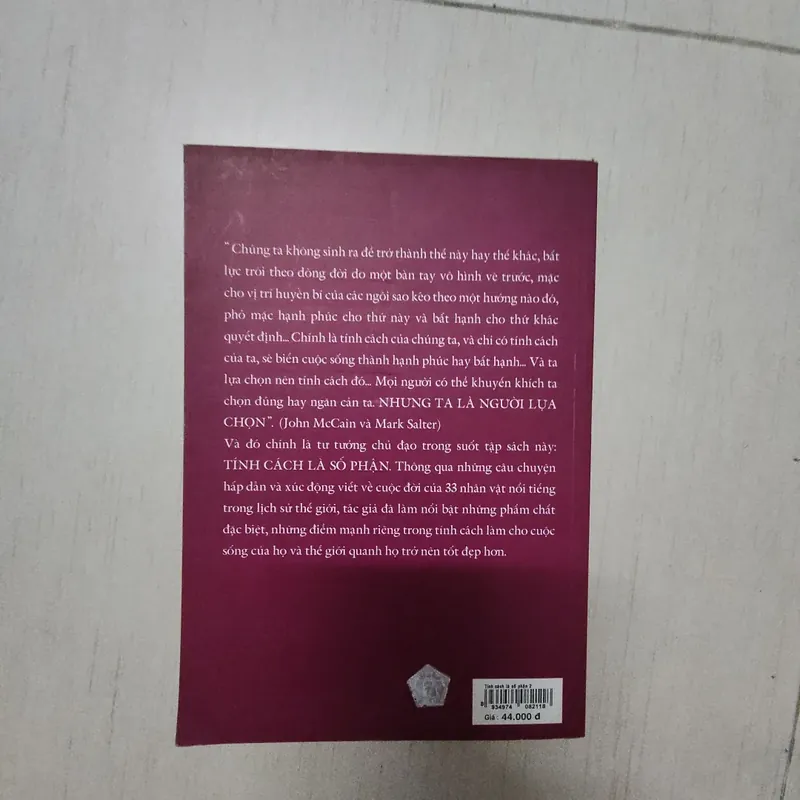 “Chúng ta không sinh ra để trở thành thế này hay thế khác, bất
lực trôi theo dòng đời do một bàn tay vô hình vẽ trước, mặc
cho vị trí huyền bí của các ngôi sao kéo theo một hướng nào đó,
phó mặc hạnh phúc cho thứ này và bất hạnh cho thứ khác
quyết định... Chính là tính cách của chúng ta, và chỉ có tính cách
của ta, sẽ biến cuộc sống thành hạnh phúc hay bất hạnh... Và ta
lựa chọn nên tính cách đó... Mọi người có thể khuyến khích ta
chọn đúng hay ngăn cản ta. NHƯNG TA LÀ NGƯỜI LỰA
CHỌN”. (John McCain và Mark Salter)
Và đó chính là tư tưởng chủ đạo trong suốt tập sách này:
TÍNH CÁCH LÀ SỐ PHẬN. Thông qua những câu chuyện
hấp dẫn và xúc động viết về cuộc đời của 33 nhân vật nổi tiếng
trong lịch sử thế giới, tác giả đã làm nổi bật những phẩm chất
đặc biệt, những điểm mạnh riêng trong tính cách làm cho cuộc
sống của họ và thế giới quanh họ trở nên tốt đẹp hơn.
Tính cách là số phận 2
8 934974 082118
Giá : 44.000 đ